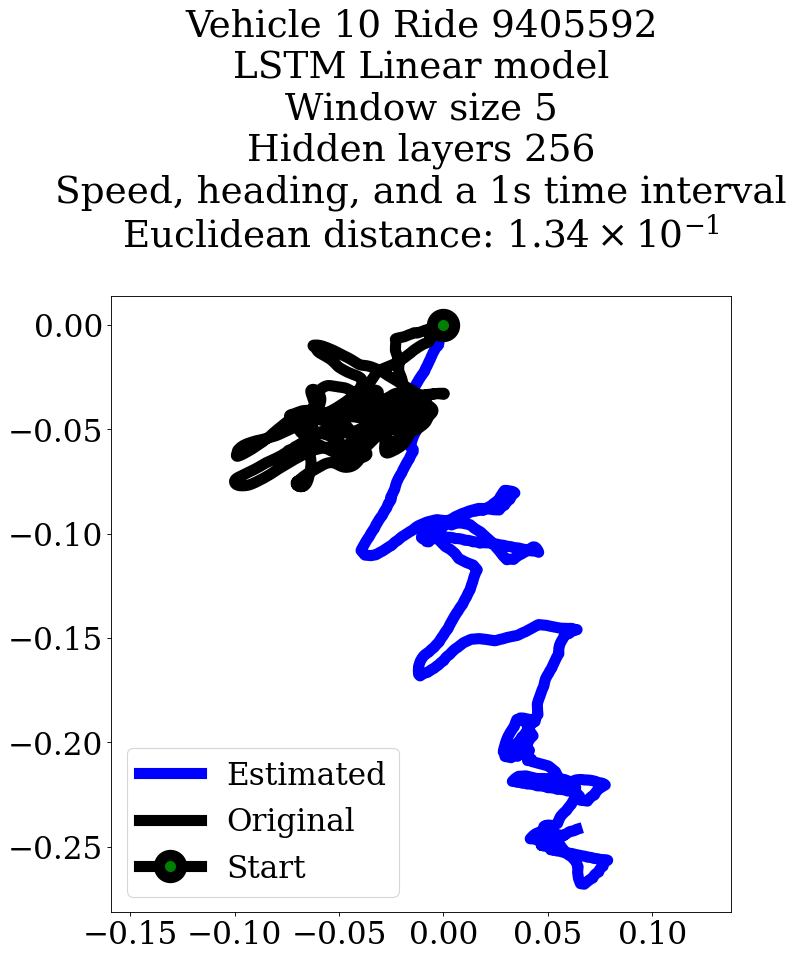 Vehicle 10 Ride 9405592
LSTM Linear model
Window size 5
Hidden layers 256
Speed, heading, and a 1s time interval
Euclidean distance: 1.34 × 10⁻¹
0.00
−0.05
−0.10
−0.15
−0.20
−0.25
Estimated
Original
Start
−0.15 −0.10 −0.05 0.00 0.05 0.10